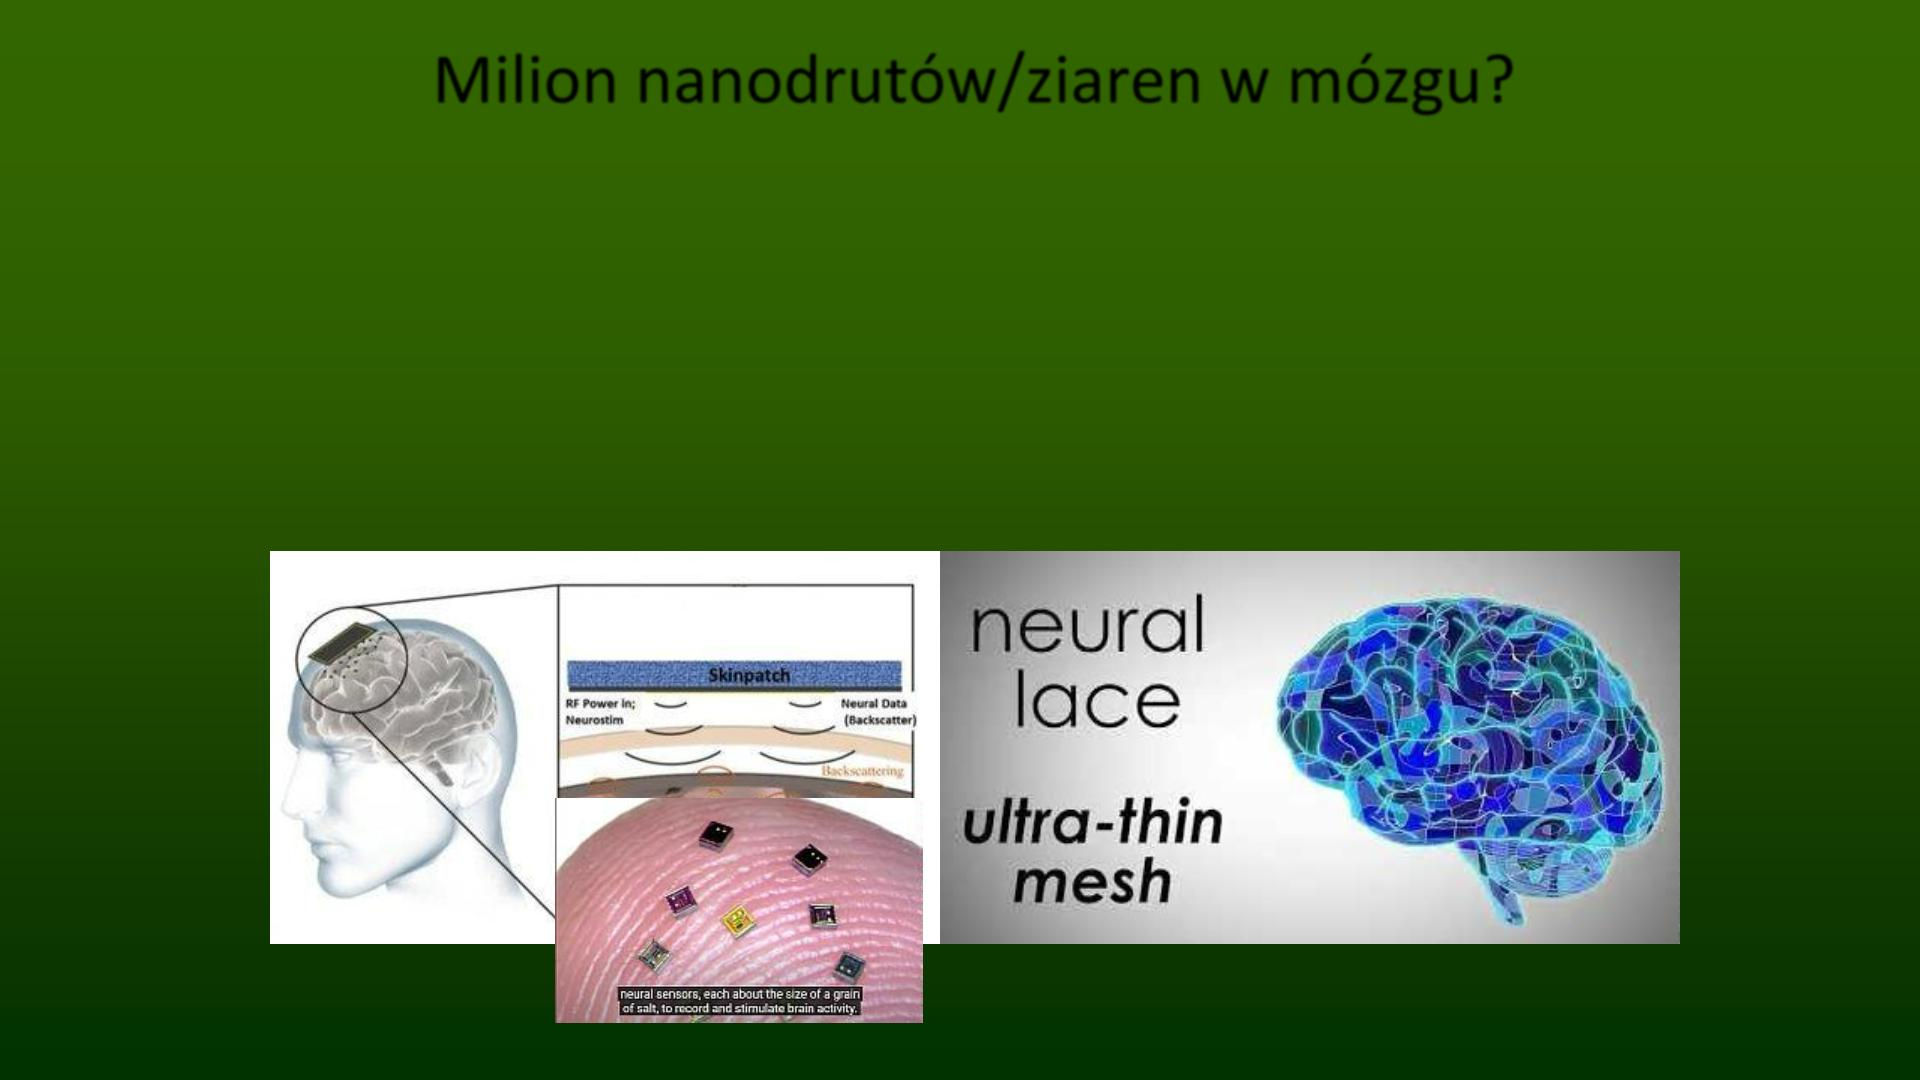 Milion nanodrutów/ziaren w mózgu?
Skinpatch
RF Power in;
Neurostim
Neural Data
(Backscatter)
Backscattering
neural sensors, each about the size of a grain
of salt, to record and stimulate brain activity.
neural
lace
ultra-thin
mesh